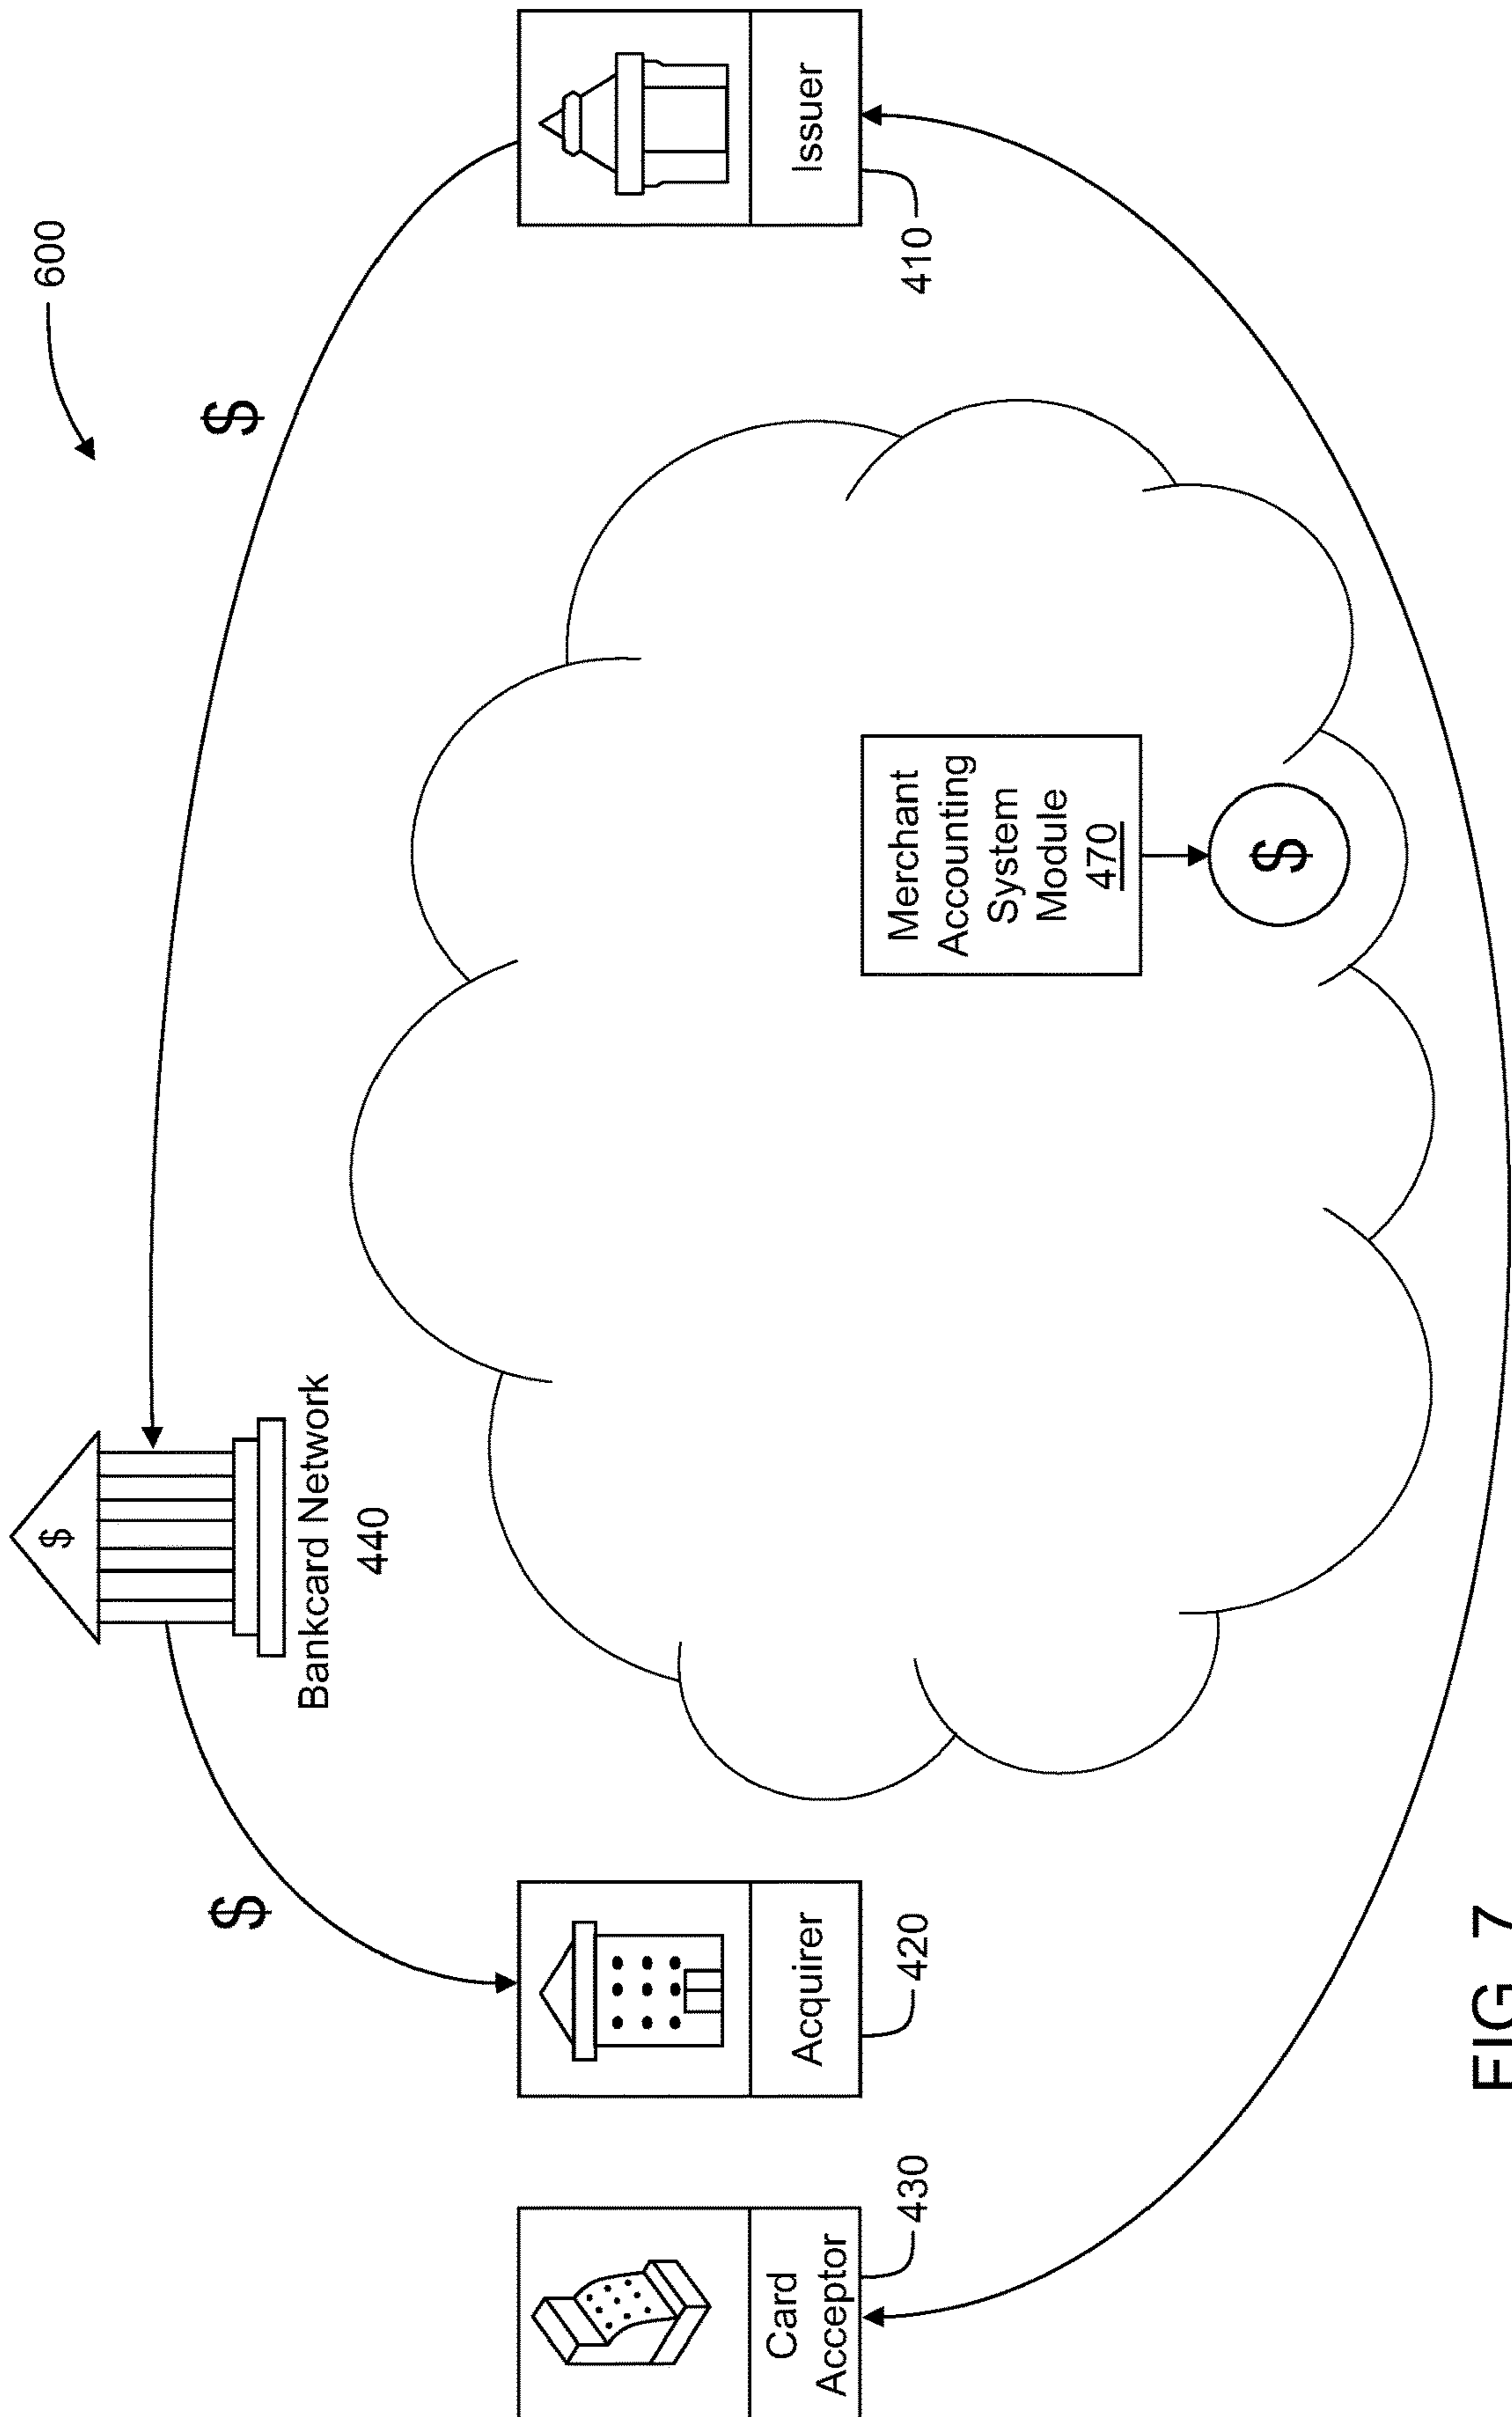 600
$
$
$
Bankcard Network
440
Card
Acceptor
430
Acquirer
420
Issuer
410
Merchant
Accounting
System
Module
470
$
FIG. 7